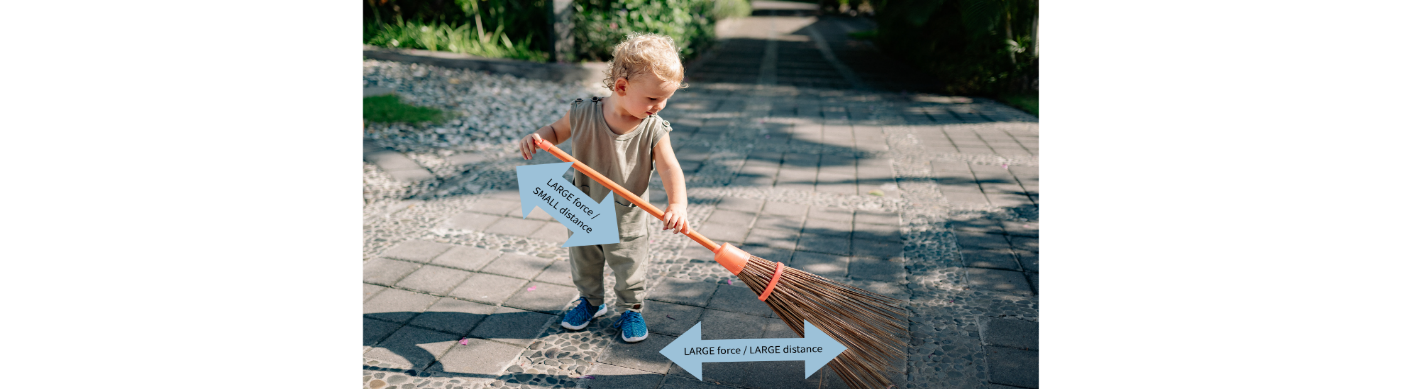 LARGE force /
SMALL distance
LARGE force / LARGE distance